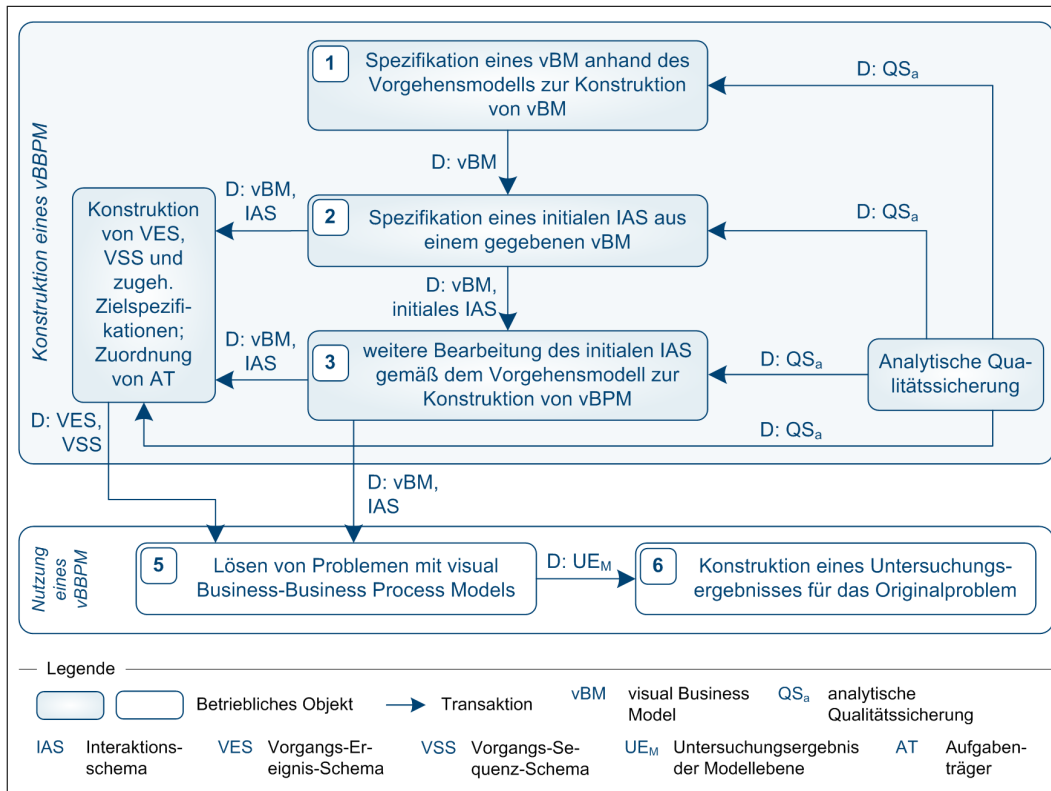 Konstruktion eines vBBPM
1
Spezifikation eines vBM anhand des
Vorgehensmodells zur Konstruktion
von vBM
D: QSa
D: vBM
D: vBM,
IAS
Konstruktion
von VES,
VSS und
zugeh.
Zielspezifi-
kationen;
Zuordnung
von AT
2
Spezifikation eines initialen IAS aus
einem gegebenen vBM
D: QSa
D: vBM,
initiales IAS
D: vBM,
IAS
3
weitere Bearbeitung des initialen IAS
gemäß dem Vorgehensmodell zur
Konstruktion von vBPM
D: QSa
Analytische Qua-
litätssicherung
D: VES,
VSS
D: QSa
D: vBM,
IAS
Nutzung
eines
vBBPM
5
Lösen von Problemen mit visual
Business-Business Process Models
D: UEM
6
Konstruktion eines Untersuchungs-
ergebnisses für das Originalproblem
Legende
Betriebliches Objekt
Transaktion
vBM
visual Business
Model
QSa
analytische
Qualitätssicherung
IAS
Interaktions-
schema
VES
Vorgangs-Er-
eignis-Schema
VSS
Vorgangs-Se-
quenz-Schema
UEM
Untersuchungsergebnis
der Modellebene
AT
Aufgaben-
träger